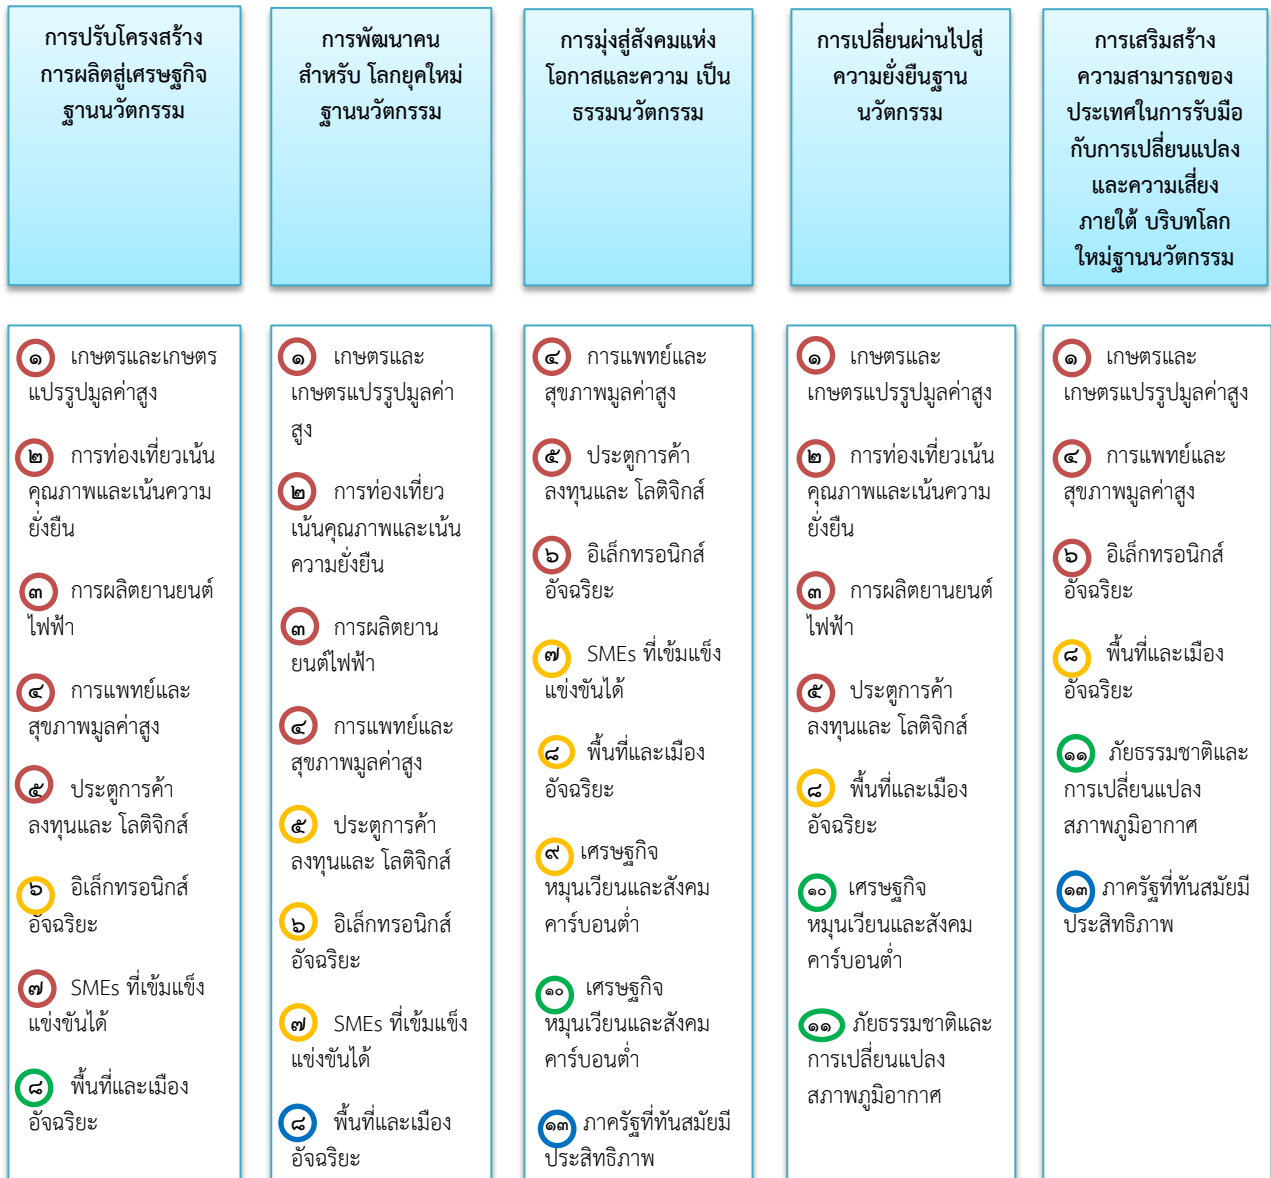 การปรับโครงสร้าง
การผลิตสู่เศรษฐกิจ
ฐานนวัตกรรม
การพัฒนาคน
สำหรับ โลกยุคใหม่
ฐานนวัตกรรม
การมุ่งสู่สังคมแห่ง
โอกาสและความ เป็น
ธรรมนวัตกรรม
การเปลี่ยนผ่านไปสู่
ความยั่งยืนฐาน
นวัตกรรม
การเสริมสร้าง
ความสามารถของ
ประเทศในการรับมือ
กับการเปลี่ยนแปลง
และความเสี่ยง
ภายใต้ บริบทโลก
ใหม่ฐานนวัตกรรม
๑ เกษตรและเกษตร
แปรรูปมูลค่าสูง
๒ การท่องเที่ยวเน้น
คุณภาพและเน้นความ
ยั่งยืน
๓ การผลิตยานยนต์
ไฟฟ้า
๔ การแพทย์และ
สุขภาพมูลค่าสูง
๕ ประตูการค้า
ลงทุนและ โลติจิกส์
๖ อิเล็กทรอนิกส์
อัจฉริยะ
๗ SMEs ที่เข้มแข็ง
แข่งขันได้
๘ พื้นที่และเมือง
อัจฉริยะ
๑ เกษตรและ
เกษตรแปรรูปมูลค่า
สูง
๒ การท่องเที่ยว
เน้นคุณภาพและเน้น
ความยั่งยืน
๓ การผลิตยาน
ยนต์ไฟฟ้า
๔ การแพทย์และ
สุขภาพมูลค่าสูง
๕ ประตูการค้า
ลงทุนและ โลติจิกส์
๖ อิเล็กทรอนิกส์
อัจฉริยะ
๗ SMEs ที่เข้มแข็ง
แข่งขันได้
๘ พื้นที่และเมือง
อัจฉริยะ
๔ การแพทย์และ
สุขภาพมูลค่าสูง
๕ ประตูการค้า
ลงทุนและ โลติจิกส์
๖ อิเล็กทรอนิกส์
อัจฉริยะ
๗ SMEs ที่เข้มแข็ง
แข่งขันได้
๘ พื้นที่และเมือง
อัจฉริยะ
๙ เศรษฐกิจ
หมุนเวียนและสังคม
คาร์บอนต่ำ
๑๐ เศรษฐกิจ
หมุนเวียนและสังคม
คาร์บอนต่ำ
๑๓ ภาครัฐที่ทันสมัยมี
ประสิทธิภาพ
๑ เกษตรและ
เกษตรแปรรูปมูลค่าสูง
๒ การท่องเที่ยวเน้น
คุณภาพและเน้นความ
ยั่งยืน
๓ การผลิตยานยนต์
ไฟฟ้า
๕ ประตูการค้า
ลงทุนและ โลติจิกส์
๘ พื้นที่และเมือง
อัจฉริยะ
๑๐ เศรษฐกิจ
หมุนเวียนและสังคม
คาร์บอนต่ำ
๑๑ ภัยธรรมชาติและ
การเปลี่ยนแปลง
สภาพภูมิอากาศ
๑ เกษตรและ
เกษตรแปรรูปมูลค่าสูง
๔ การแพทย์และ
สุขภาพมูลค่าสูง
๖ อิเล็กทรอนิกส์
อัจฉริยะ
๘ พื้นที่และเมือง
อัจฉริยะ
๑๑ ภัยธรรมชาติและ
การเปลี่ยนแปลง
สภาพภูมิอากาศ
๑๓ ภาครัฐที่ทันสมัยมี
ประสิทธิภาพ